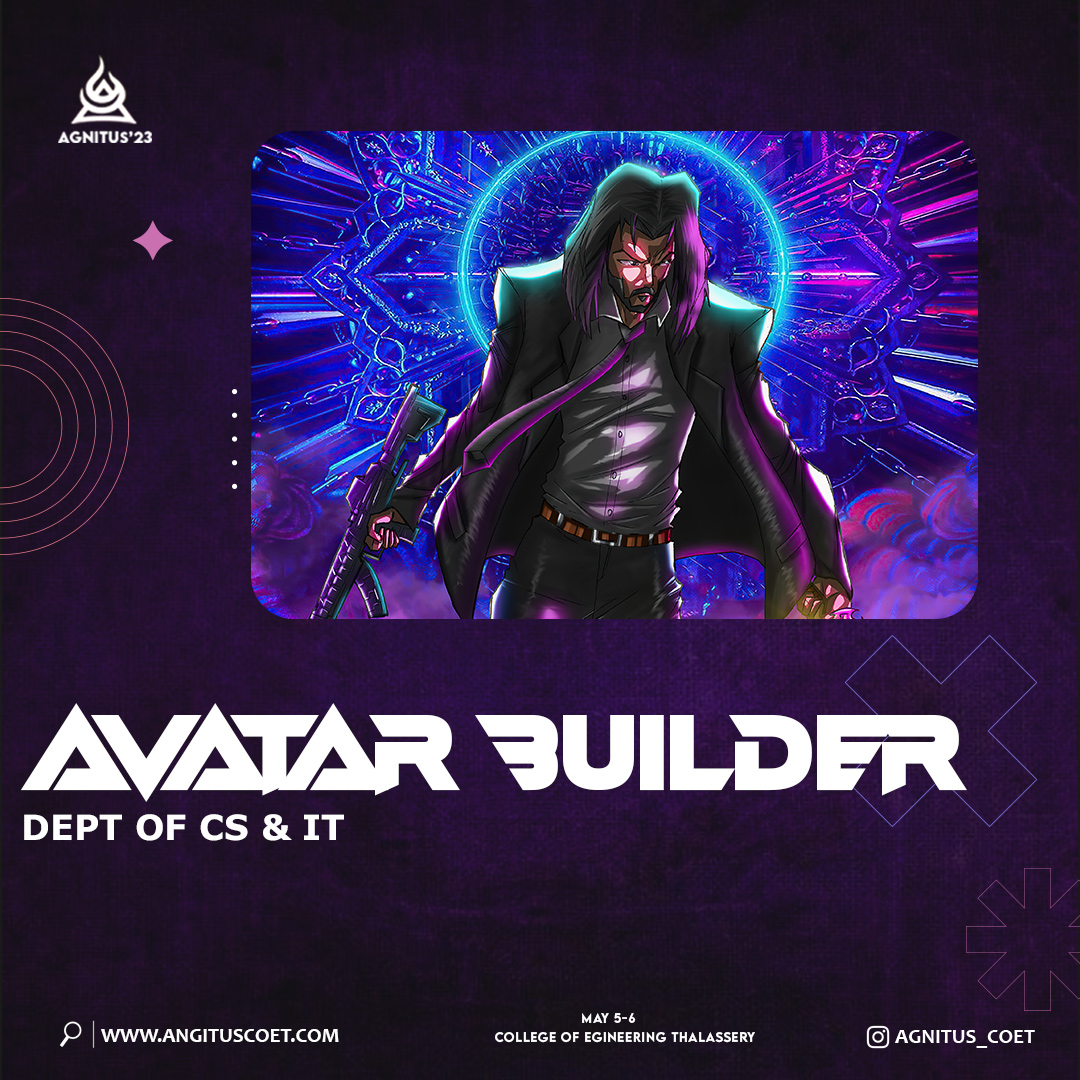 AGNITUS'23
AVATAR BUILDER
DEPT OF CS & IT
WWW.ANGITUSCOET.COM
MAY 5-6
COLLEGE OF EGINEERING THALASSERY
AGNITUS_COET